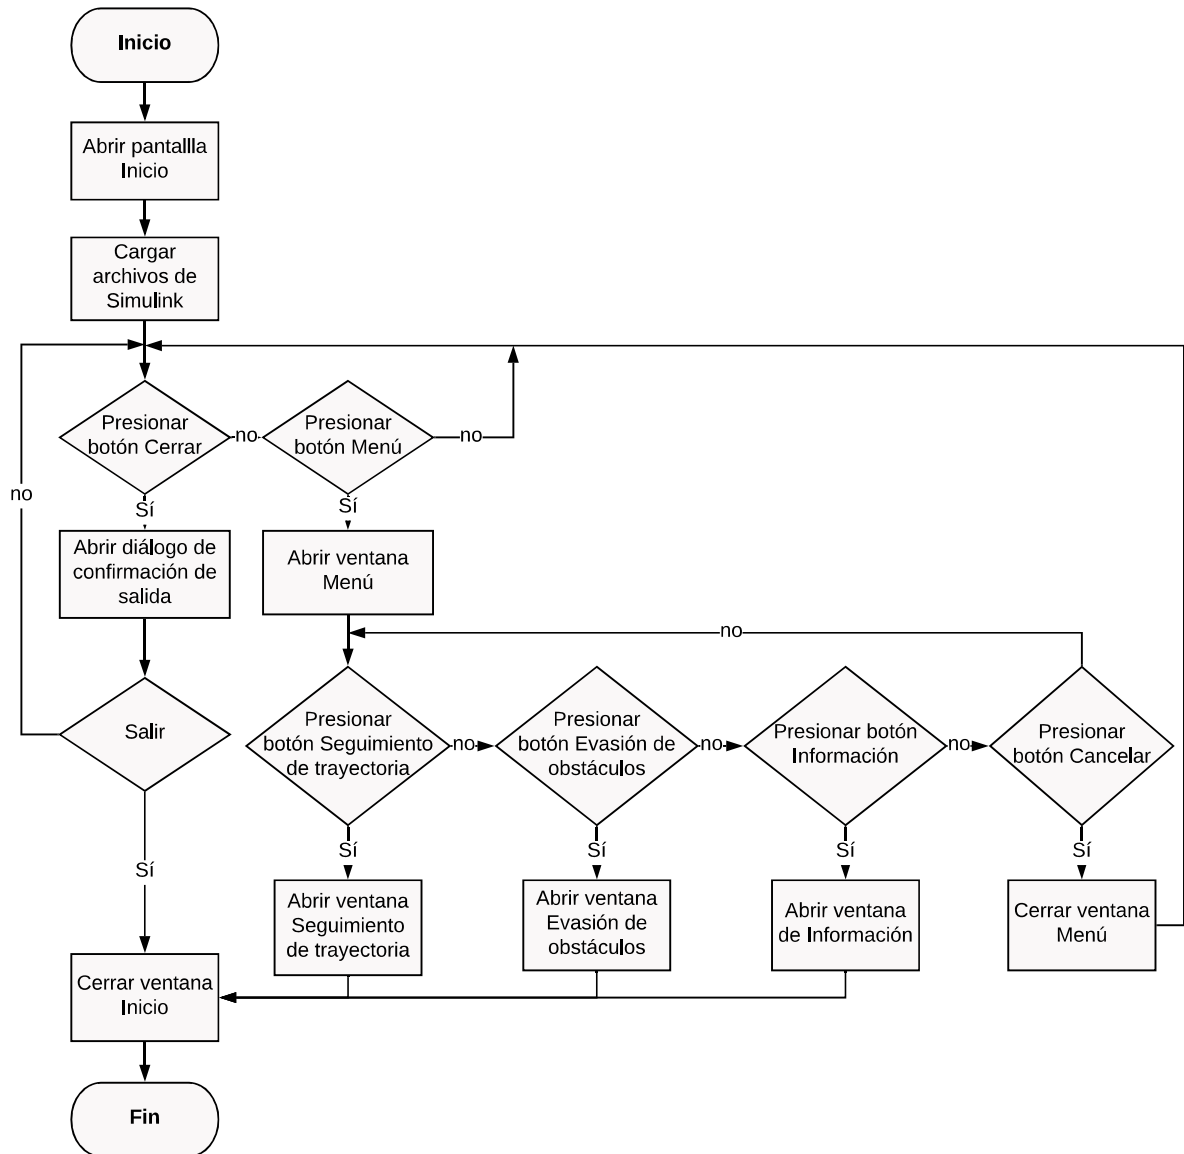 Inicio
Abrir pantallla
Inicio
Cargar
archivos de
Simulink
Presionar
botón Cerrar
no
Presionar
botón Menú
no
no
Sí
Sí
Abrir diálogo de
confirmación de
salida
Abrir ventana
Menú
no
Salir
Presionar
botón Seguimiento
de trayectoria
no
Presionar
botón Evasión de
obstáculos
no
Presionar botón
Información
no
Presionar
botón Cancelar
Sí
Sí
Sí
Sí
Sí
Abrir ventana
Seguimiento
de trayectoria
Abrir ventana
Evasión de
obstáculos
Abrir ventana
de Información
Cerrar ventana
Menú
Cerrar ventana
Inicio
Fin